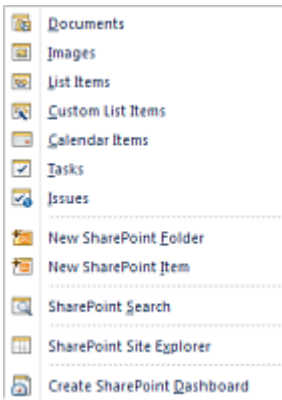 Documents
Images
List Items
Custom List Items
Calendar Items
Tasks
Issues
New SharePoint Folder
New SharePoint Item
SharePoint Search
SharePoint Site Explorer
Create SharePoint Dashboard